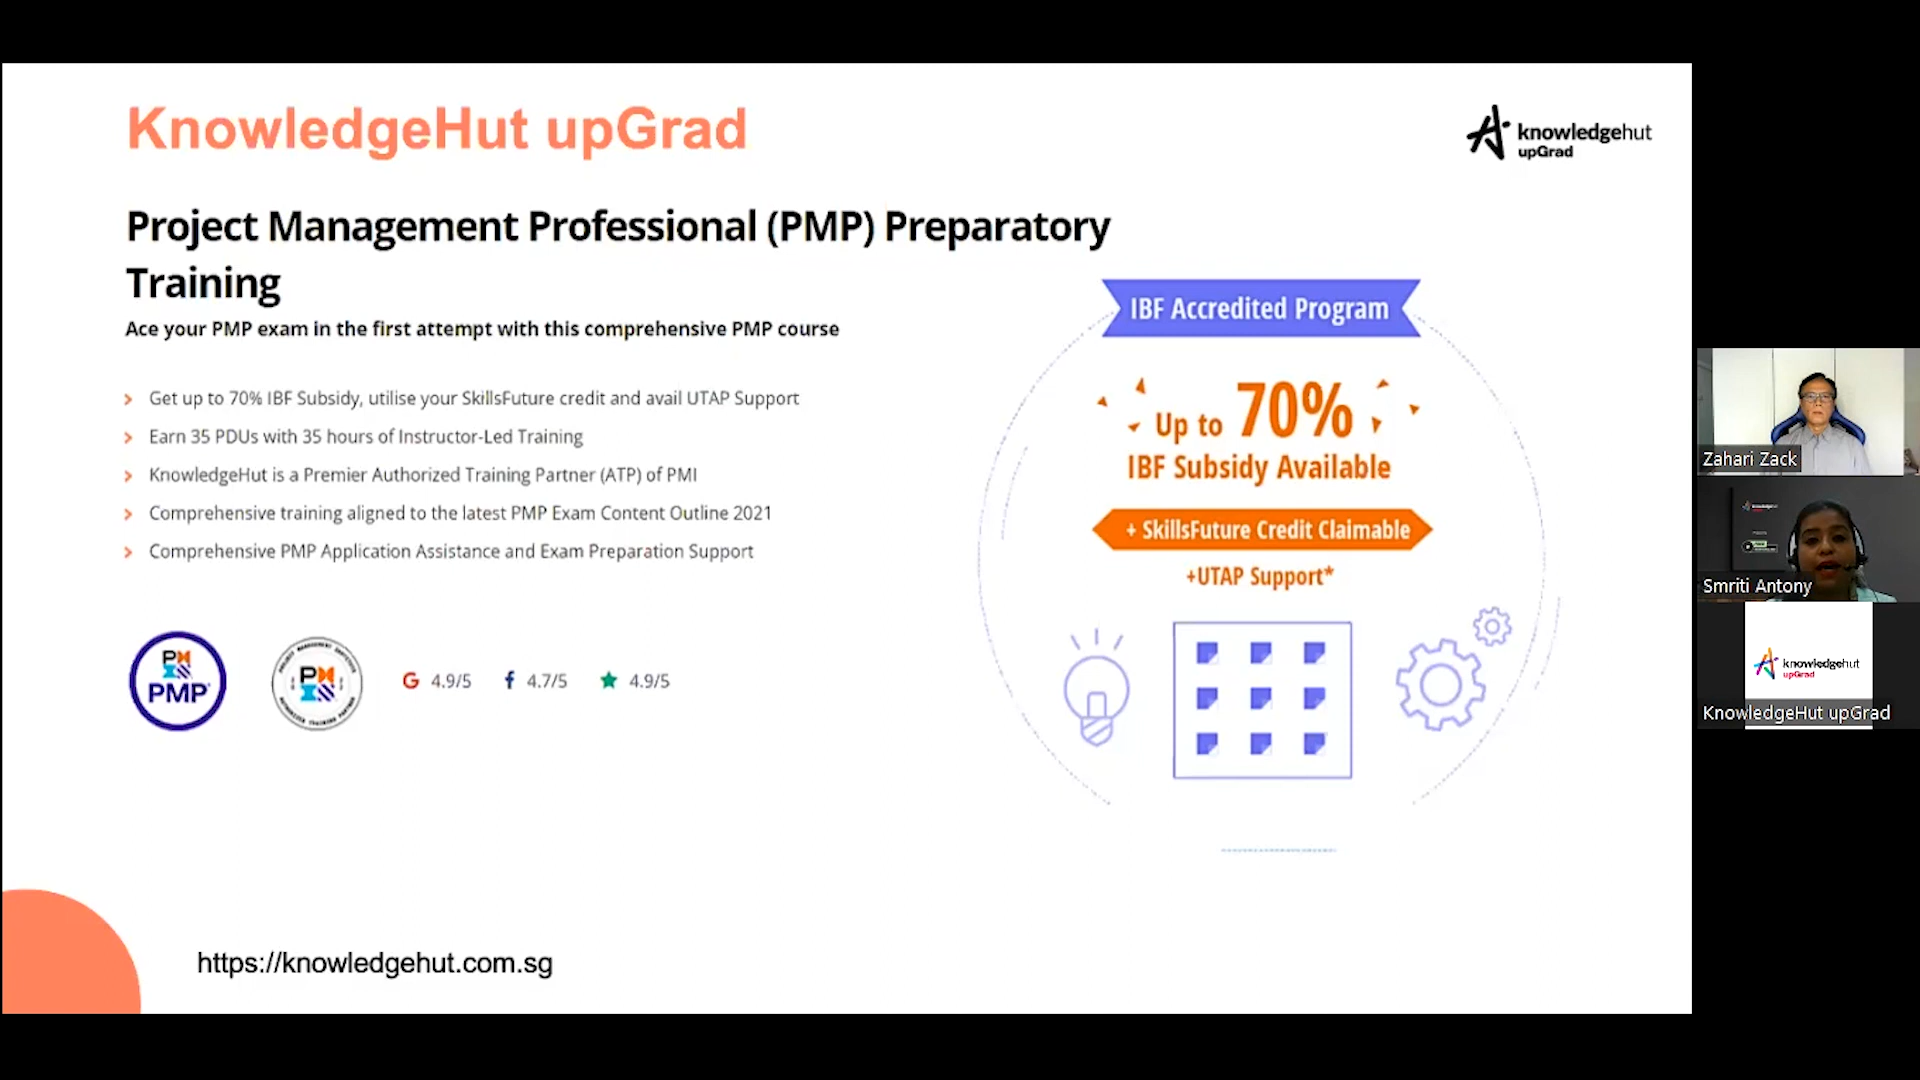 KnowledgeHut upGrad
knowledgehut
upGrad
Project Management Professional (PMP) Preparatory
Training
Ace your PMP exam in the first attempt with this comprehensive PMP course
Get up to 70% IBF Subsidy, utilise your SkillsFuture credit and avail UTAP Support
Earn 35 PDUs with 35 hours of Instructor-Led Training
KnowledgeHut is a Premier Authorized Training Partner (ATP) of PMI
Comprehensive training aligned to the latest PMP Exam Content Outline 2021
Comprehensive PMP Application Assistance and Exam Preparation Support
PMP
G 4.9/5
f 4.7/5
4.9/5
IBF Accredited Program
Up to 70%
IBF Subsidy Available
+ SkillsFuture Credit Claimable
+UTAP Support*
https://knowledgehut.com.sg
Zahari Zack
Smriti Antony
knowledgehut
upGrad
KnowledgeHut upGrad